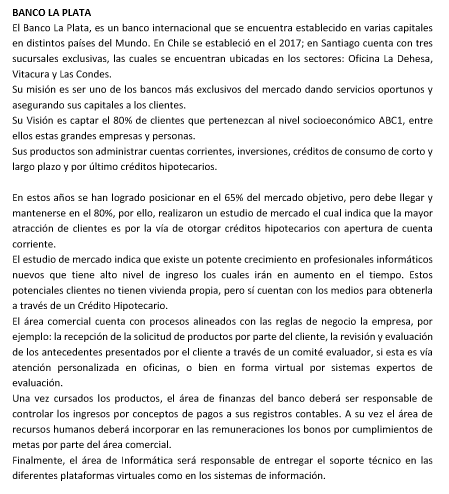 BANCO LA PLATA
El Banco La Plata, es un banco internacional que se encuentra establecido en varias capitales
en distintos países del Mundo. En Chile se estableció en el 2017; en Santiago cuenta con tres
sucursales exclusivas, las cuales se encuentran ubicadas en los sectores: Oficina La Dehesa,
Vitacura y Las Condes.
Su misión es ser uno de los bancos más exclusivos del mercado dando servicios oportunos y
asegurando sus capitales a los clientes.
Su Visión es captar el 80% de clientes que pertenezcan al nivel socioeconómico ABC1, entre
ellos estas grandes empresas y personas.
Sus productos son administrar cuentas corrientes, inversiones, créditos de consumo de corto y
largo plazo y por último créditos hipotecarios.
En estos años se han logrado posicionar en el 65% del mercado objetivo, pero debe llegar y
mantenerse en el 80%, por ello, realizaron un estudio de mercado el cual indica que la mayor
atracción de clientes es por la vía de otorgar créditos hipotecarios con apertura de cuenta
corriente.
El estudio de mercado indica que existe un potente crecimiento en profesionales informáticos
nuevos que tiene alto nivel de ingreso los cuales irán en aumento en el tiempo. Estos
potenciales clientes no tienen vivienda propia, pero sí cuentan con los medios para obtenerla
a través de un Crédito Hipotecario.
El área comercial cuenta con procesos alineados con las reglas de negocio la empresa, por
ejemplo: la recepción de la solicitud de productos por parte del cliente, la revisión y evaluación
de los antecedentes presentados por el cliente a través de un comité evaluador, si esta es vía
atención personalizada en oficinas, o bien en forma virtual por sistemas expertos de
evaluación.
Una vez cursados los productos, el área de finanzas del banco deberá ser responsable de
controlar los ingresos por conceptos de pagos a sus registros contables. A su vez el área de
recursos humanos deberá incorporar en las remuneraciones los bonos por cumplimientos de
metas por parte del área comercial.
Finalmente, el área de Informática será responsable de entregar el soporte técnico en las
diferentes plataformas virtuales como en los sistemas de información.